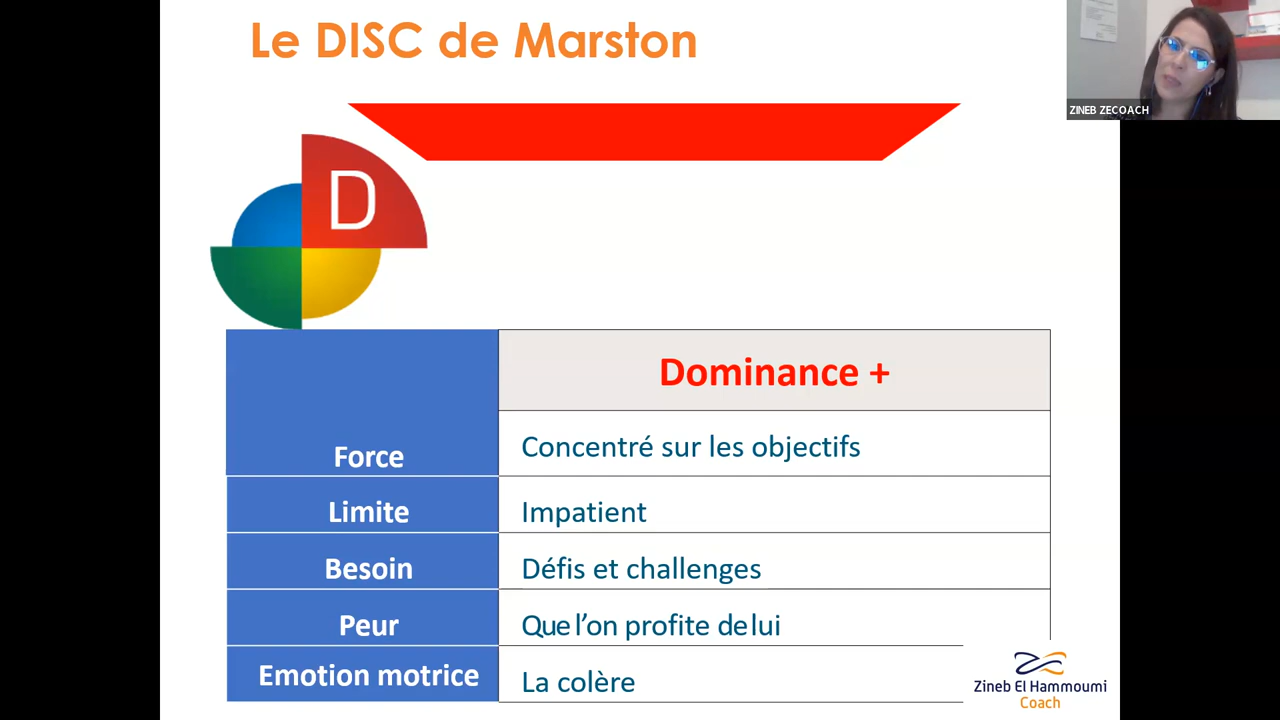 Le DISC de Marston
ZINEB ZECOACH
D
Dominance +
Force
Concentré sur les objectifs
Limite
Impatient
Besoin
Défis et challenges
Peur
Que l’on profite de lui
Emotion motrice
La colère
Zineb El Hammoumi
Coach